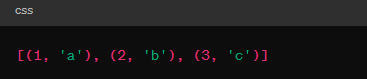 css
[(1, 'a'), (2, 'b'), (3, 'c')]